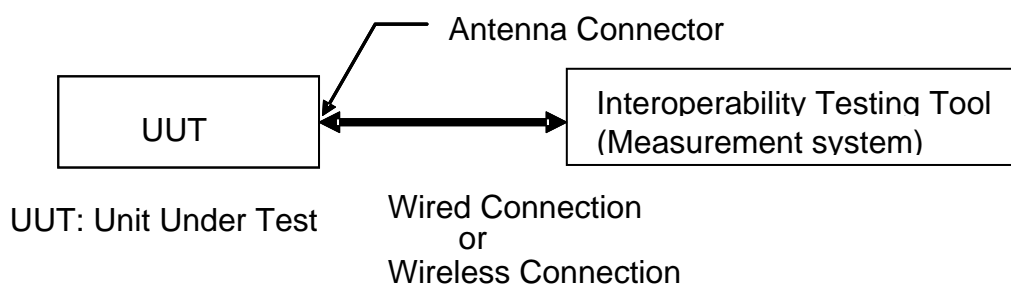 Antenna Connector
UUT
Interoperability Testing Tool
(Measurement system)
UUT: Unit Under Test
Wired Connection
or
Wireless Connection